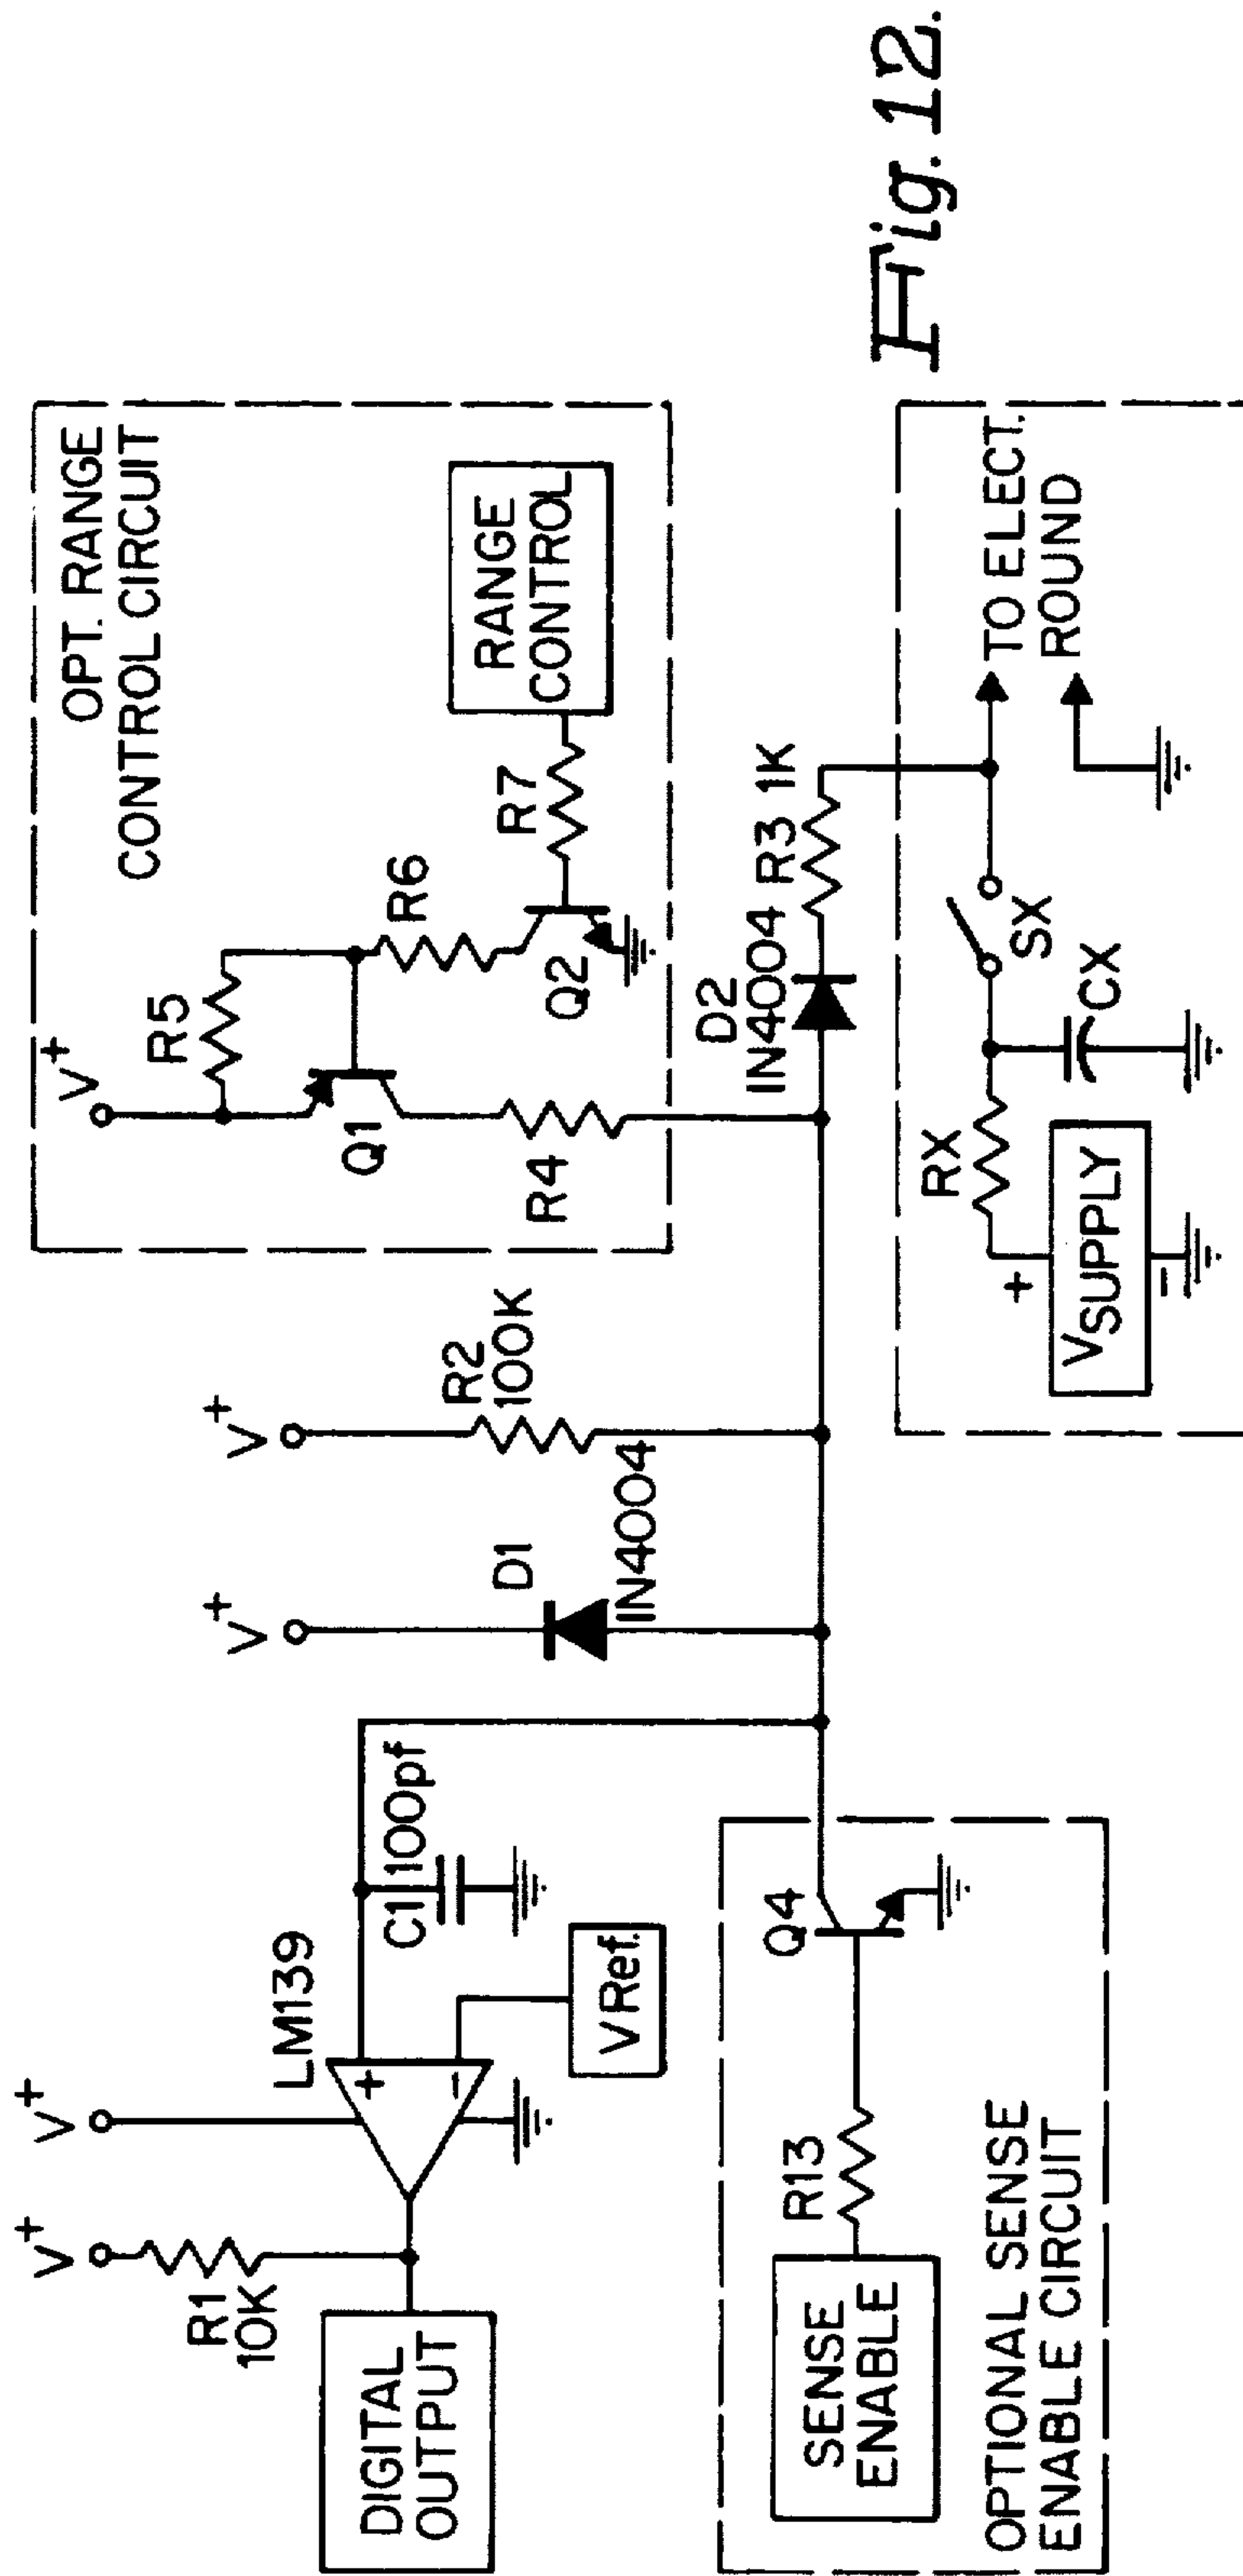 V+
R1
10K
DIGITAL
OUTPUT
V+
LM139
+
-
V Ref.
C1 100pf
V+
D1
IN4004
V+
R2
100K
OPT. RANGE
CONTROL CIRCUIT
V+
R5
Q1
R4
R6
Q2
R7
RANGE
CONTROL
D2
IN4004
R3 1K
SENSE
ENABLE
R13
Q4
OPTIONAL SENSE
ENABLE CIRCUIT
VSUPPLY
+
-
RX
CX
SX
TO ELECT.
ROUND
Fig. 12.